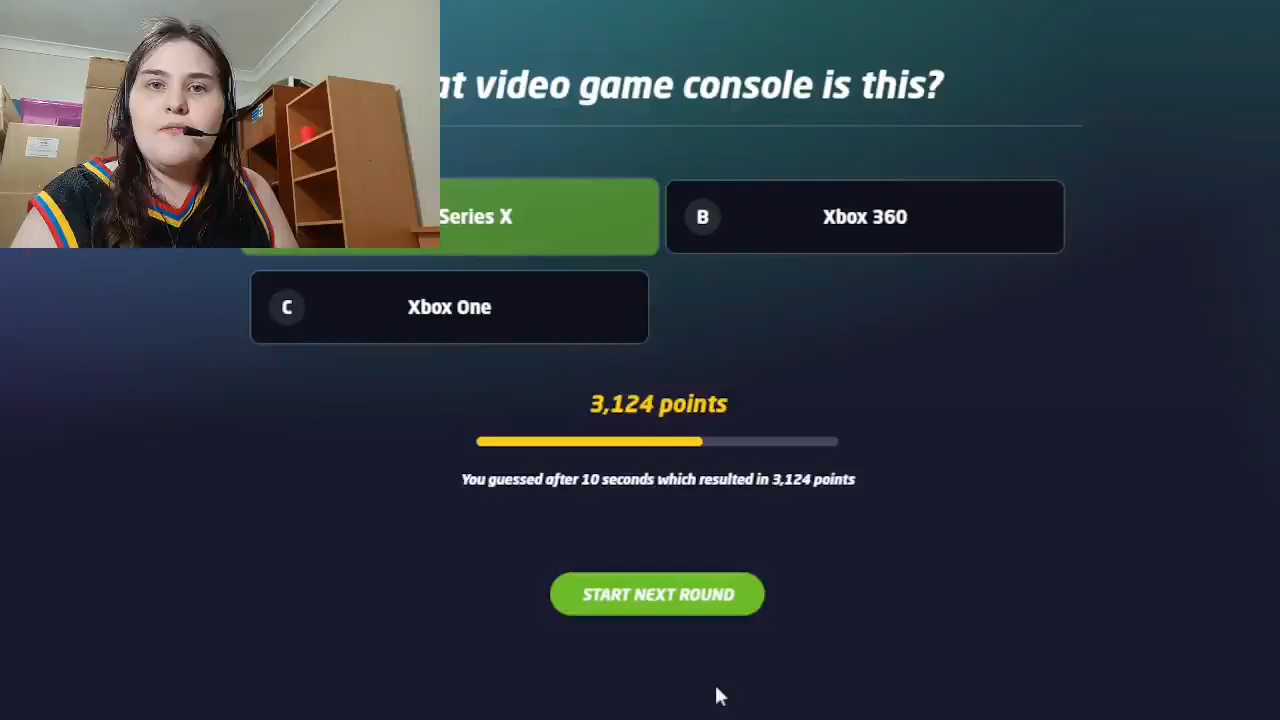 at video game console is this?
Series X
B
Xbox 360
C
Xbox One
3,124 points
You guessed after 10 seconds which resulted in 3,124 points
START NEXT ROUND